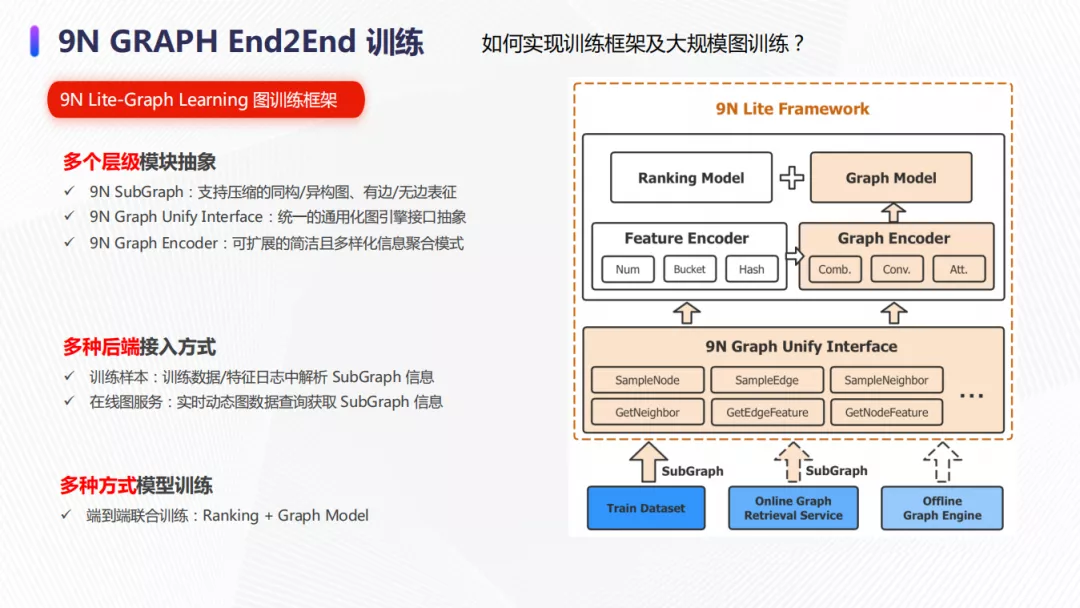 9N GRAPH End2End 训练
如何实现训练框架及大规模图训练？
9N Lite-Graph Learning 图训练框架
多个层级模块抽象
✓ 9N SubGraph：支持压缩的同构/异构图、有边/无边表征
✓ 9N Graph Unify Interface：统一的通用化图引擎接口抽象
✓ 9N Graph Encoder：可扩展的简洁且多样化信息聚合模式
多种后端接入方式
✓ 训练样本：训练数据/特征日志中解析 SubGraph 信息
✓ 在线图服务：实时动态图数据查询获取 SubGraph 信息
多种方式模型训练
✓ 端到端联合训练：Ranking + Graph Model
9N Lite Framework
Ranking Model
Graph Model
Feature Encoder
Num
Bucket
Hash
Graph Encoder
Comb.
Conv.
Att.
9N Graph Unify Interface
SampleNode
SampleEdge
SampleNeighbor
GetNeighbor
GetEdgeFeature
GetNodeFeature
...
SubGraph
SubGraph
Train Dataset
Online Graph
Retrieval Service
Offline
Graph Engine